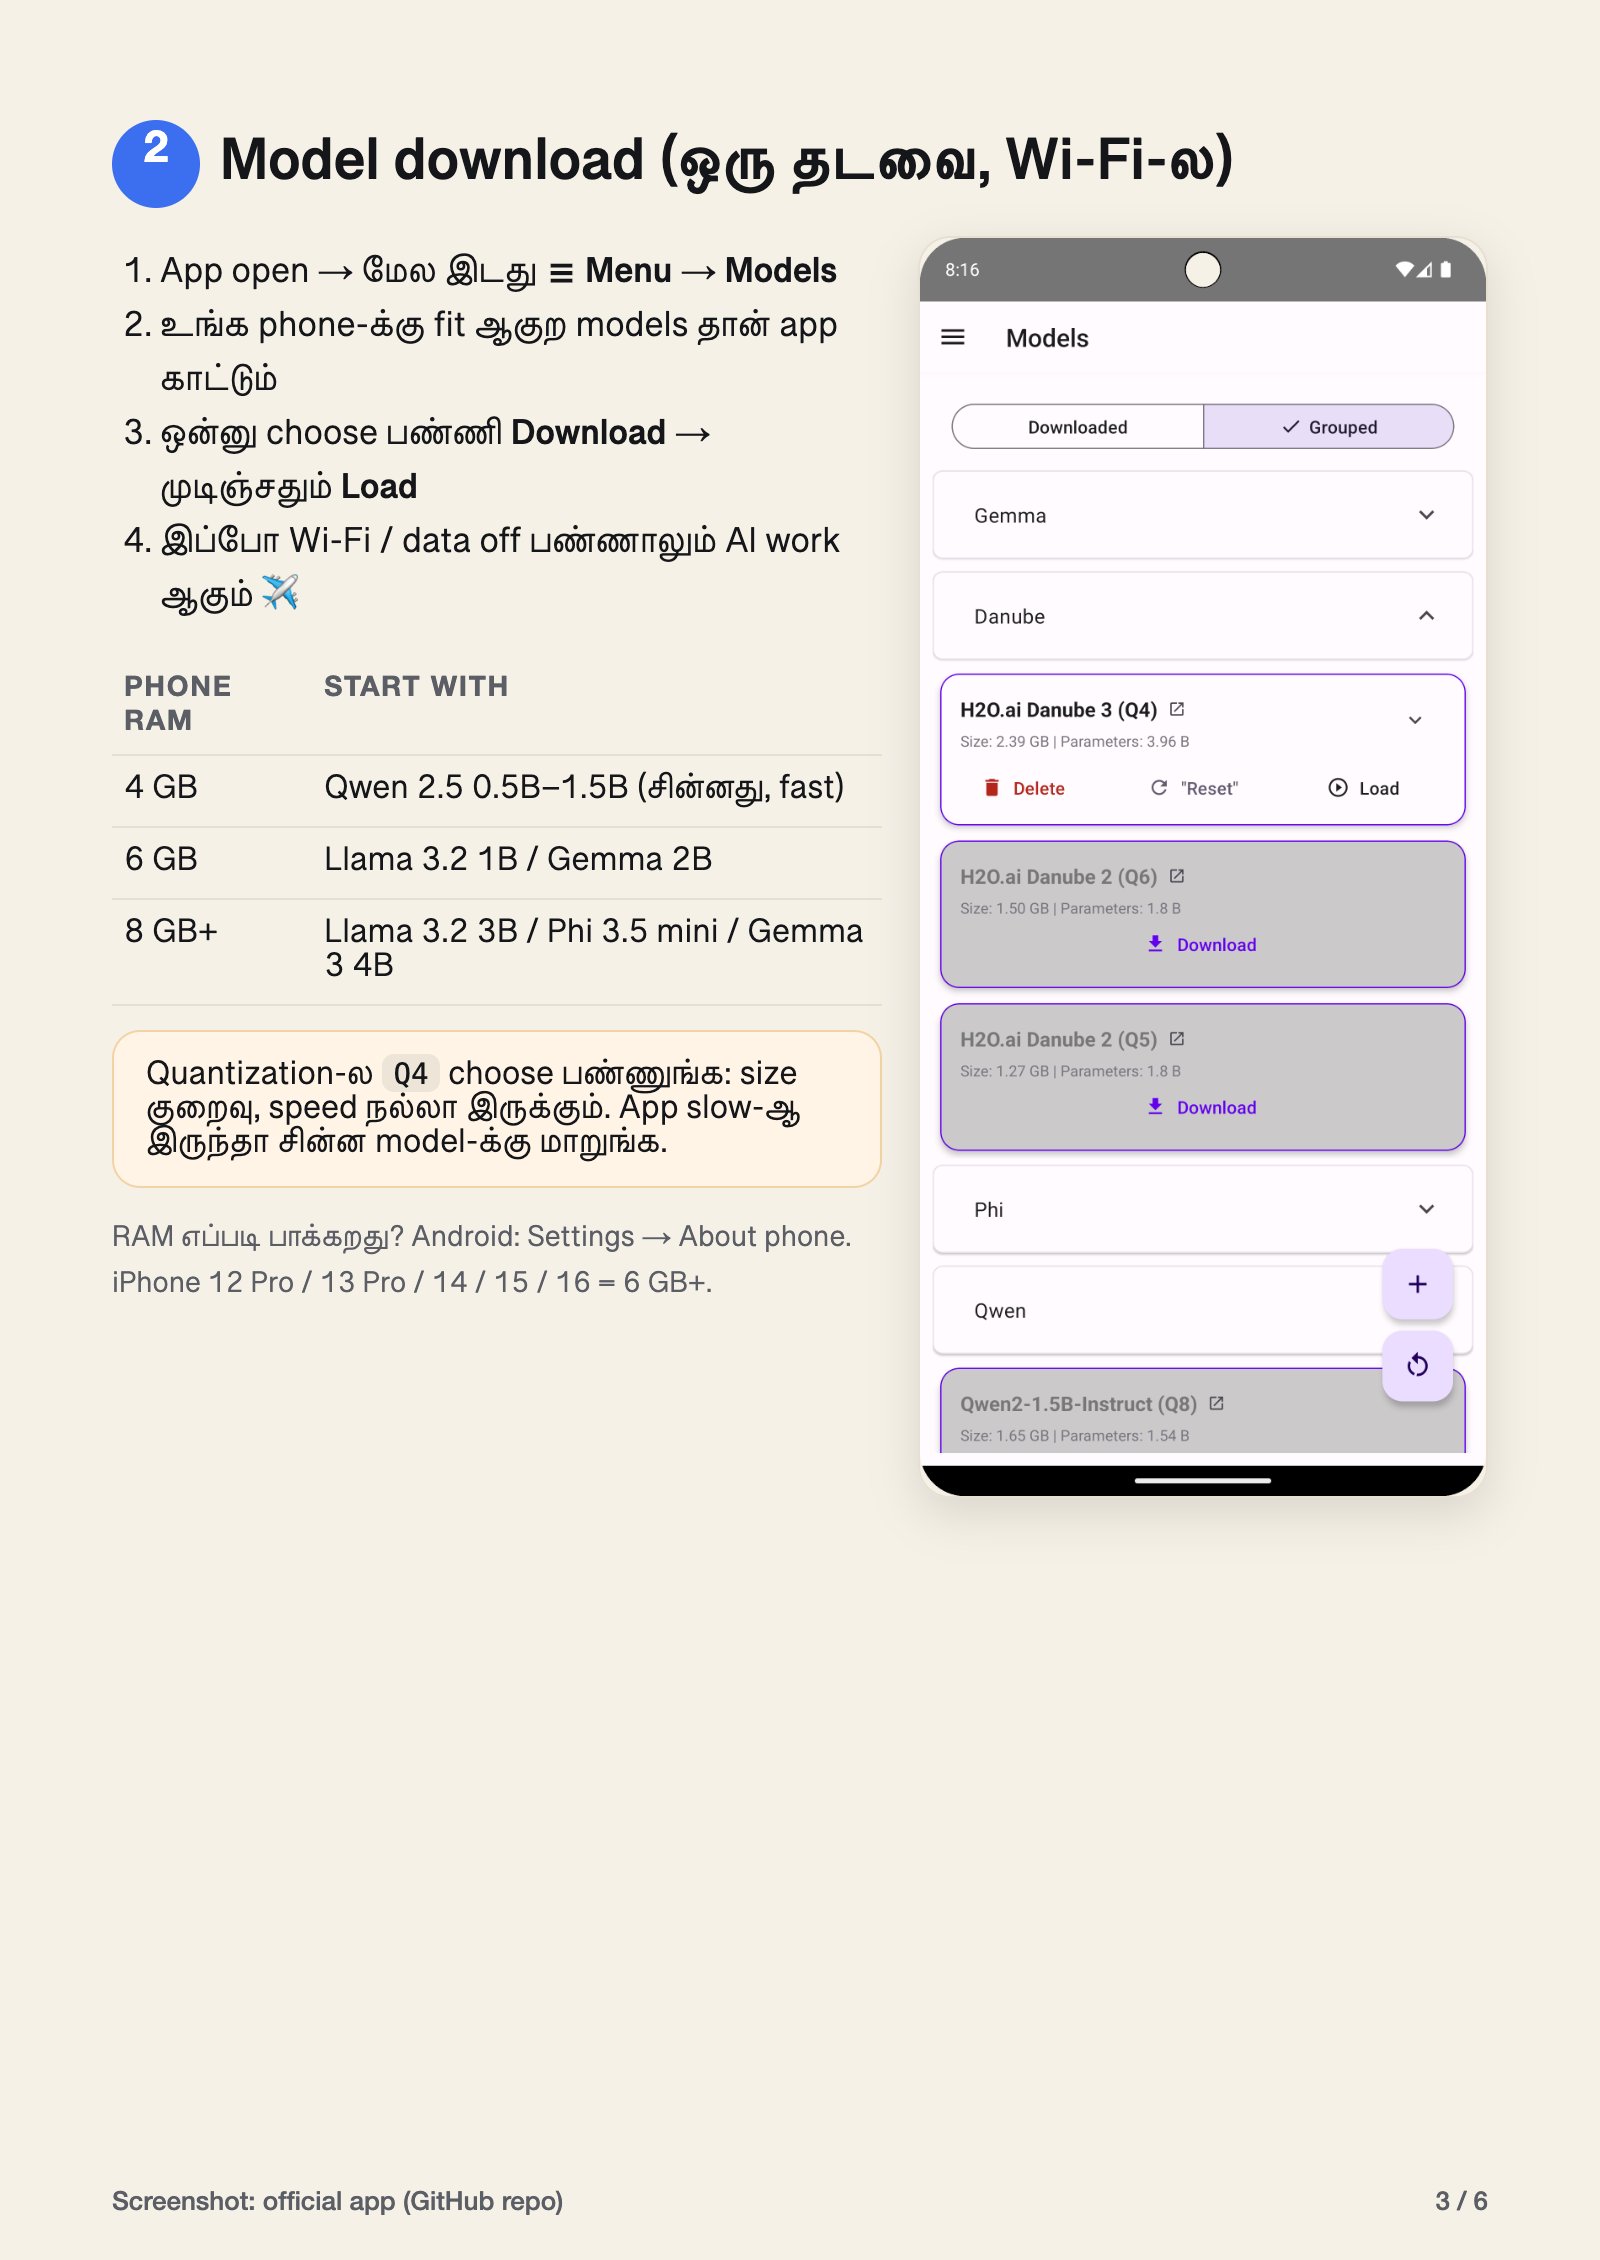 2 Model download (ஒரு தடவை, Wi-Fi-ல)
1. App open → மேல இடது ≡ Menu → Models
2. உங்க phone-க்கு fit ஆகுற models தான் app
காட்டும்
3. ஒன்னு choose பண்ணி Download →
முடிஞ்சதும் Load
4. இப்போ Wi-Fi / data off பண்ணாலும் AI work
ஆகும் ✈️
PHONE RAM START WITH
4 GB Qwen 2.5 0.5B–1.5B (சின்னது, fast)
6 GB Llama 3.2 1B / Gemma 2B
8 GB+ Llama 3.2 3B / Phi 3.5 mini / Gemma
3 4B
Quantization-ல Q4 choose பண்ணுங்க: size
குறைவு, speed நல்லா இருக்கும். App slow-ஆ
இருந்தா சின்ன model-க்கு மாறுங்க.
RAM எப்படி பாக்கறது? Android: Settings → About phone.
iPhone 12 Pro / 13 Pro / 14 / 15 / 16 = 6 GB+.
8:16
Models
Downloaded ✓ Grouped
Gemma
Danube
H2O.ai Danube 3 (Q4)
Size: 2.39 GB | Parameters: 3.96 B
Delete "Reset" Load
H2O.ai Danube 2 (Q6)
Size: 1.50 GB | Parameters: 1.8 B
Download
H2O.ai Danube 2 (Q5)
Size: 1.27 GB | Parameters: 1.8 B
Download
Phi
Qwen
Qwen2-1.5B-Instruct (Q8)
Size: 1.65 GB | Parameters: 1.54 B
Screenshot: official app (GitHub repo)
3 / 6